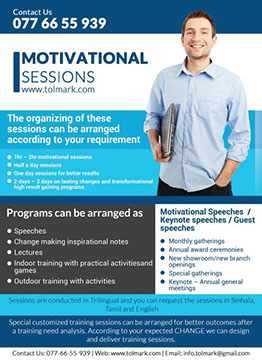 Contact Us
077 66 55 939
MOTIVATIONAL
SESSIONS
www.tolmark.com
The organizing of these
sessions can be arranged
according to your requirement
1hr – 2hr motivational sessions
Half a day sessions
One day sessions for better results
2 days – 3 days on lasting changes and transformational
high result gaining programs
Programs can be arranged as
Speeches
Change making inspirational notes
Lectures
Indoor training with practical activitiesand
games
Outdoor training with activities
Motivational Speeches /
Keynote speeches / Guest
speeches
Monthly gatherings
Annual award ceremonies
New showroom/new branch
openings
Special gatherings
Keynote – Annual general
meetings
Sessions are conducted in Trilingual and you can request the sessions in Sinhala,
Tamil and English
Special customized training sessions can be arranged for better outcomes after
a training need analysis. According to your expected CHANGE we can design
and deliver training sessions.
Contact Us: 077-66-55-939 | Web: www.tolmark.com | Email: info.tolmark@gmail.com